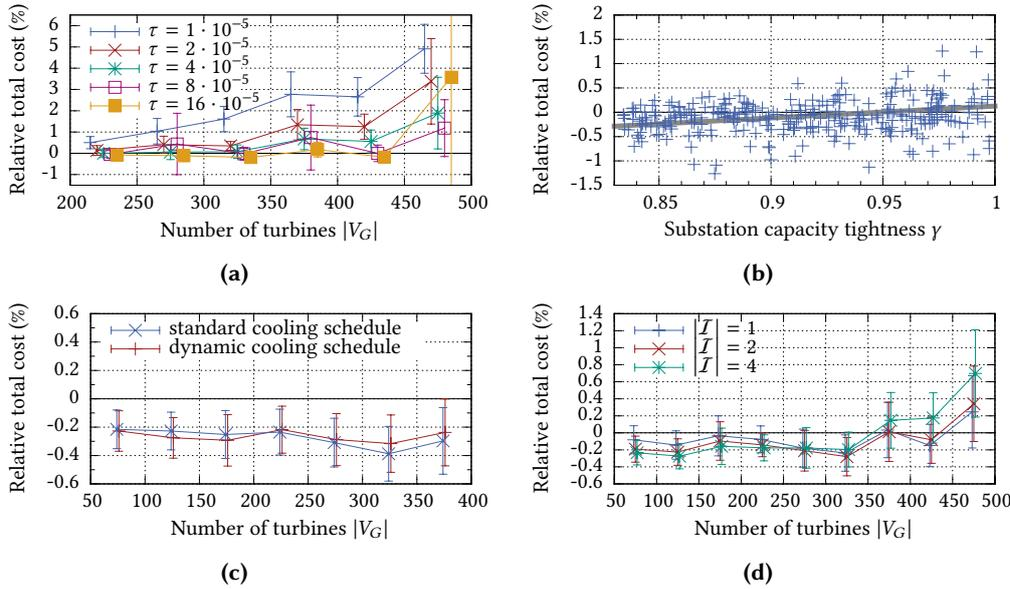 Relative total cost (%)
6
5
4
3
2
1
0
-1
τ = 1 · 10⁻⁵
τ = 2 · 10⁻⁵
τ = 4 · 10⁻⁵
τ = 8 · 10⁻⁵
τ = 16 · 10⁻⁵
200 250 300 350 400 450 500
Number of turbines |V_G|
(a)
Relative total cost (%)
2
1.5
1
0.5
0
-0.5
-1
-1.5
0.85 0.9 0.95 1
Substation capacity tightness γ
(b)
Relative total cost (%)
0.6
0.4
0.2
0
-0.2
-0.4
-0.6
standard cooling schedule
dynamic cooling schedule
50 100 150 200 250 300 350 400
Number of turbines |V_G|
(c)
Relative total cost (%)
1.4
1.2
1
0.8
0.6
0.4
0.2
0
-0.2
-0.4
-0.6
|𝓘| = 1
|𝓘| = 2
|𝓘| = 4
50 100 150 200 250 300 350 400 450 500
Number of turbines |V_G|
(d)